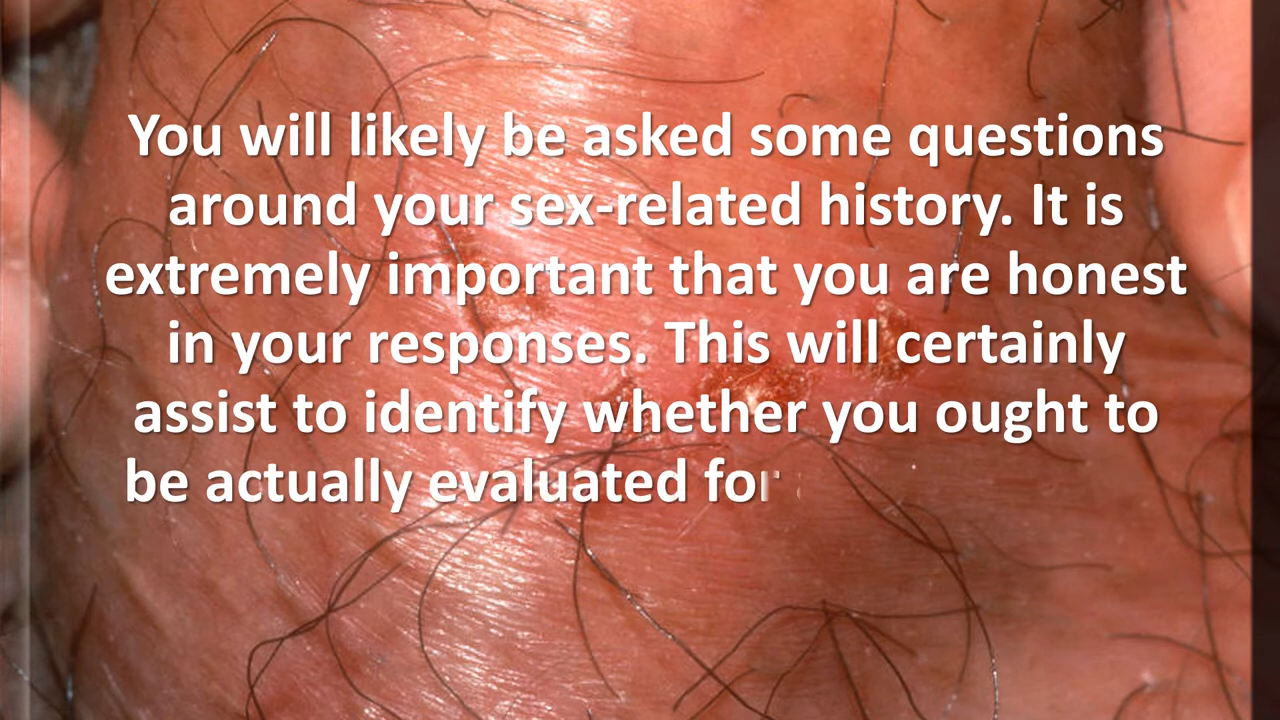 You will likely be asked some questions
around your sex-related history. It is
extremely important that you are honest
in your responses. This will certainly
assist to identify whether you ought to
be actually evaluated for